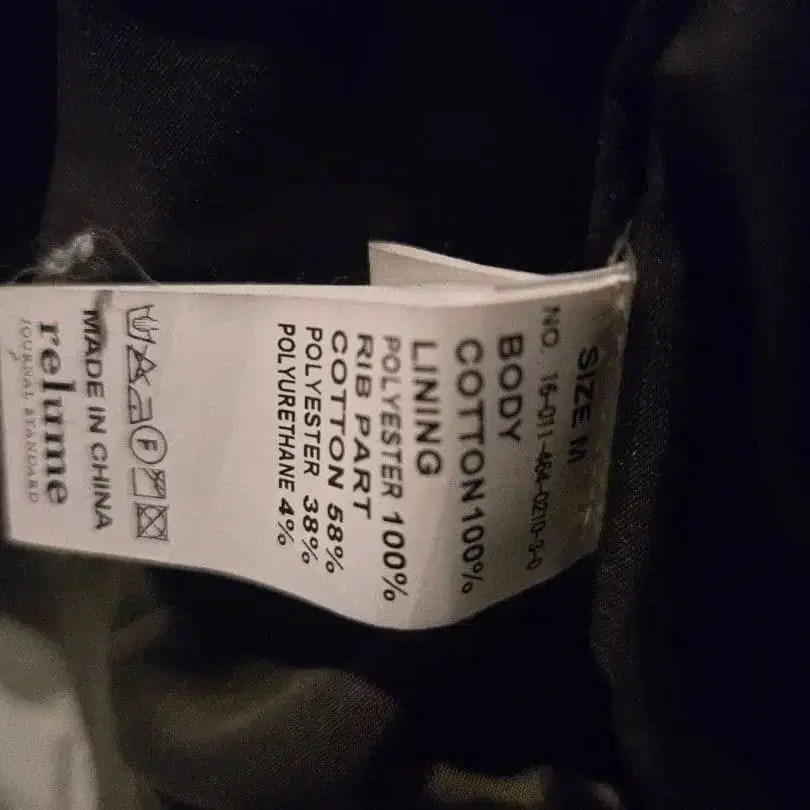 SIZE M
NO. 16-011-464-0210-3-0
BODY
COTTON100%
LINING
POLYESTER 100%
RIB PART
COTTON 58%
POLYESTER 38%
POLYURETHANE 4%
F
MADE IN CHINA
relume
JOURNAL STANDARD